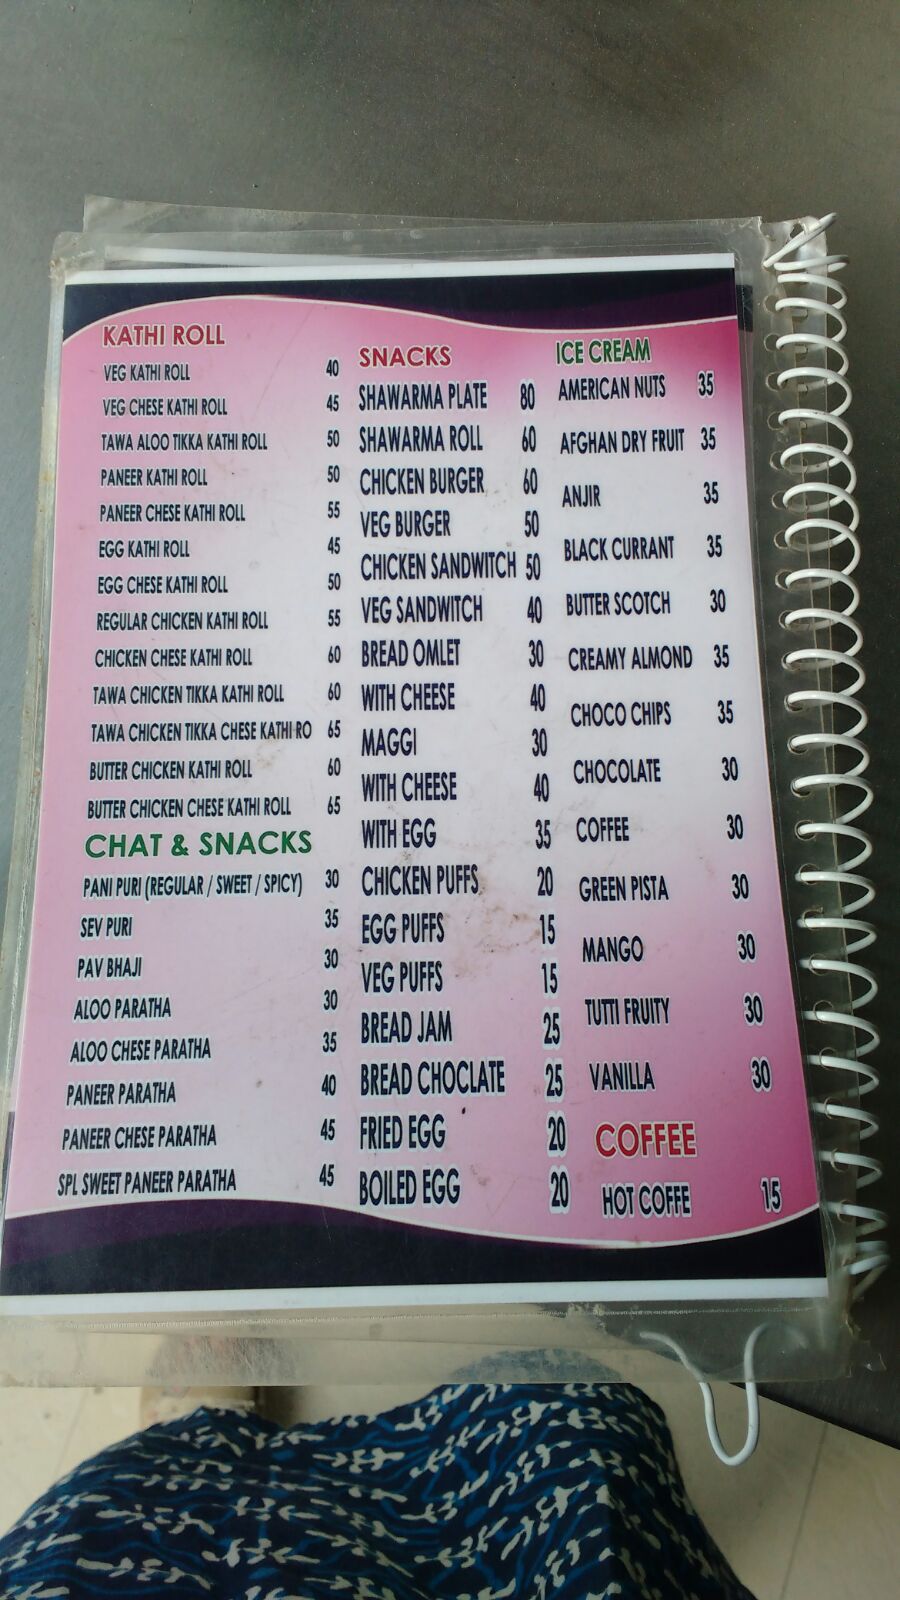 KATHI ROLL
VEG KATHI ROLL 40
VEG CHESE KATHI ROLL 45
TAWA ALOO TIKKA KATHI ROLL 50
PANEER KATHI ROLL 50
PANEER CHESE KATHI ROLL 55
EGG KATHI ROLL 45
EGG CHESE KATHI ROLL 50
REGULAR CHICKEN KATHI ROLL 55
CHICKEN CHESE KATHI ROLL 60
TAWA CHICKEN TIKKA KATHI ROLL 60
TAWA CHICKEN TIKKA CHESE KATHI RO 65
BUTTER CHICKEN KATHI ROLL 60
BUTTER CHICKEN CHESE KATHI ROLL 65
CHAT & SNACKS
PANI PURI (REGULAR / SWEET / SPICY) 30
SEV PURI 35
PAV BHAJI 30
ALOO PARATHA 30
ALOO CHESE PARATHA 35
PANEER PARATHA 40
PANEER CHESE PARATHA 45
SPL SWEET PANEER PARATHA 45
SNACKS
SHAWARMA PLATE 80
SHAWARMA ROLL 60
CHICKEN BURGER 60
VEG BURGER 50
CHICKEN SANDWITCH 50
VEG SANDWITCH 40
BREAD OMLET 30
WITH CHEESE 40
MAGGI 30
WITH CHEESE 40
WITH EGG 35
CHICKEN PUFFS 20
EGG PUFFS 15
VEG PUFFS 15
BREAD JAM 25
BREAD CHOCLATE 25
FRIED EGG 20
BOILED EGG 20
ICE CREAM
AMERICAN NUTS 35
AFGHAN DRY FRUIT 35
ANJIR 35
BLACK CURRANT 35
BUTTER SCOTCH 30
CREAMY ALMOND 35
CHOCO CHIPS 35
CHOCOLATE 30
COFFEE 30
GREEN PISTA 30
MANGO 30
TUTTI FRUITY 30
VANILLA 30
COFFEE
HOT COFFE 15